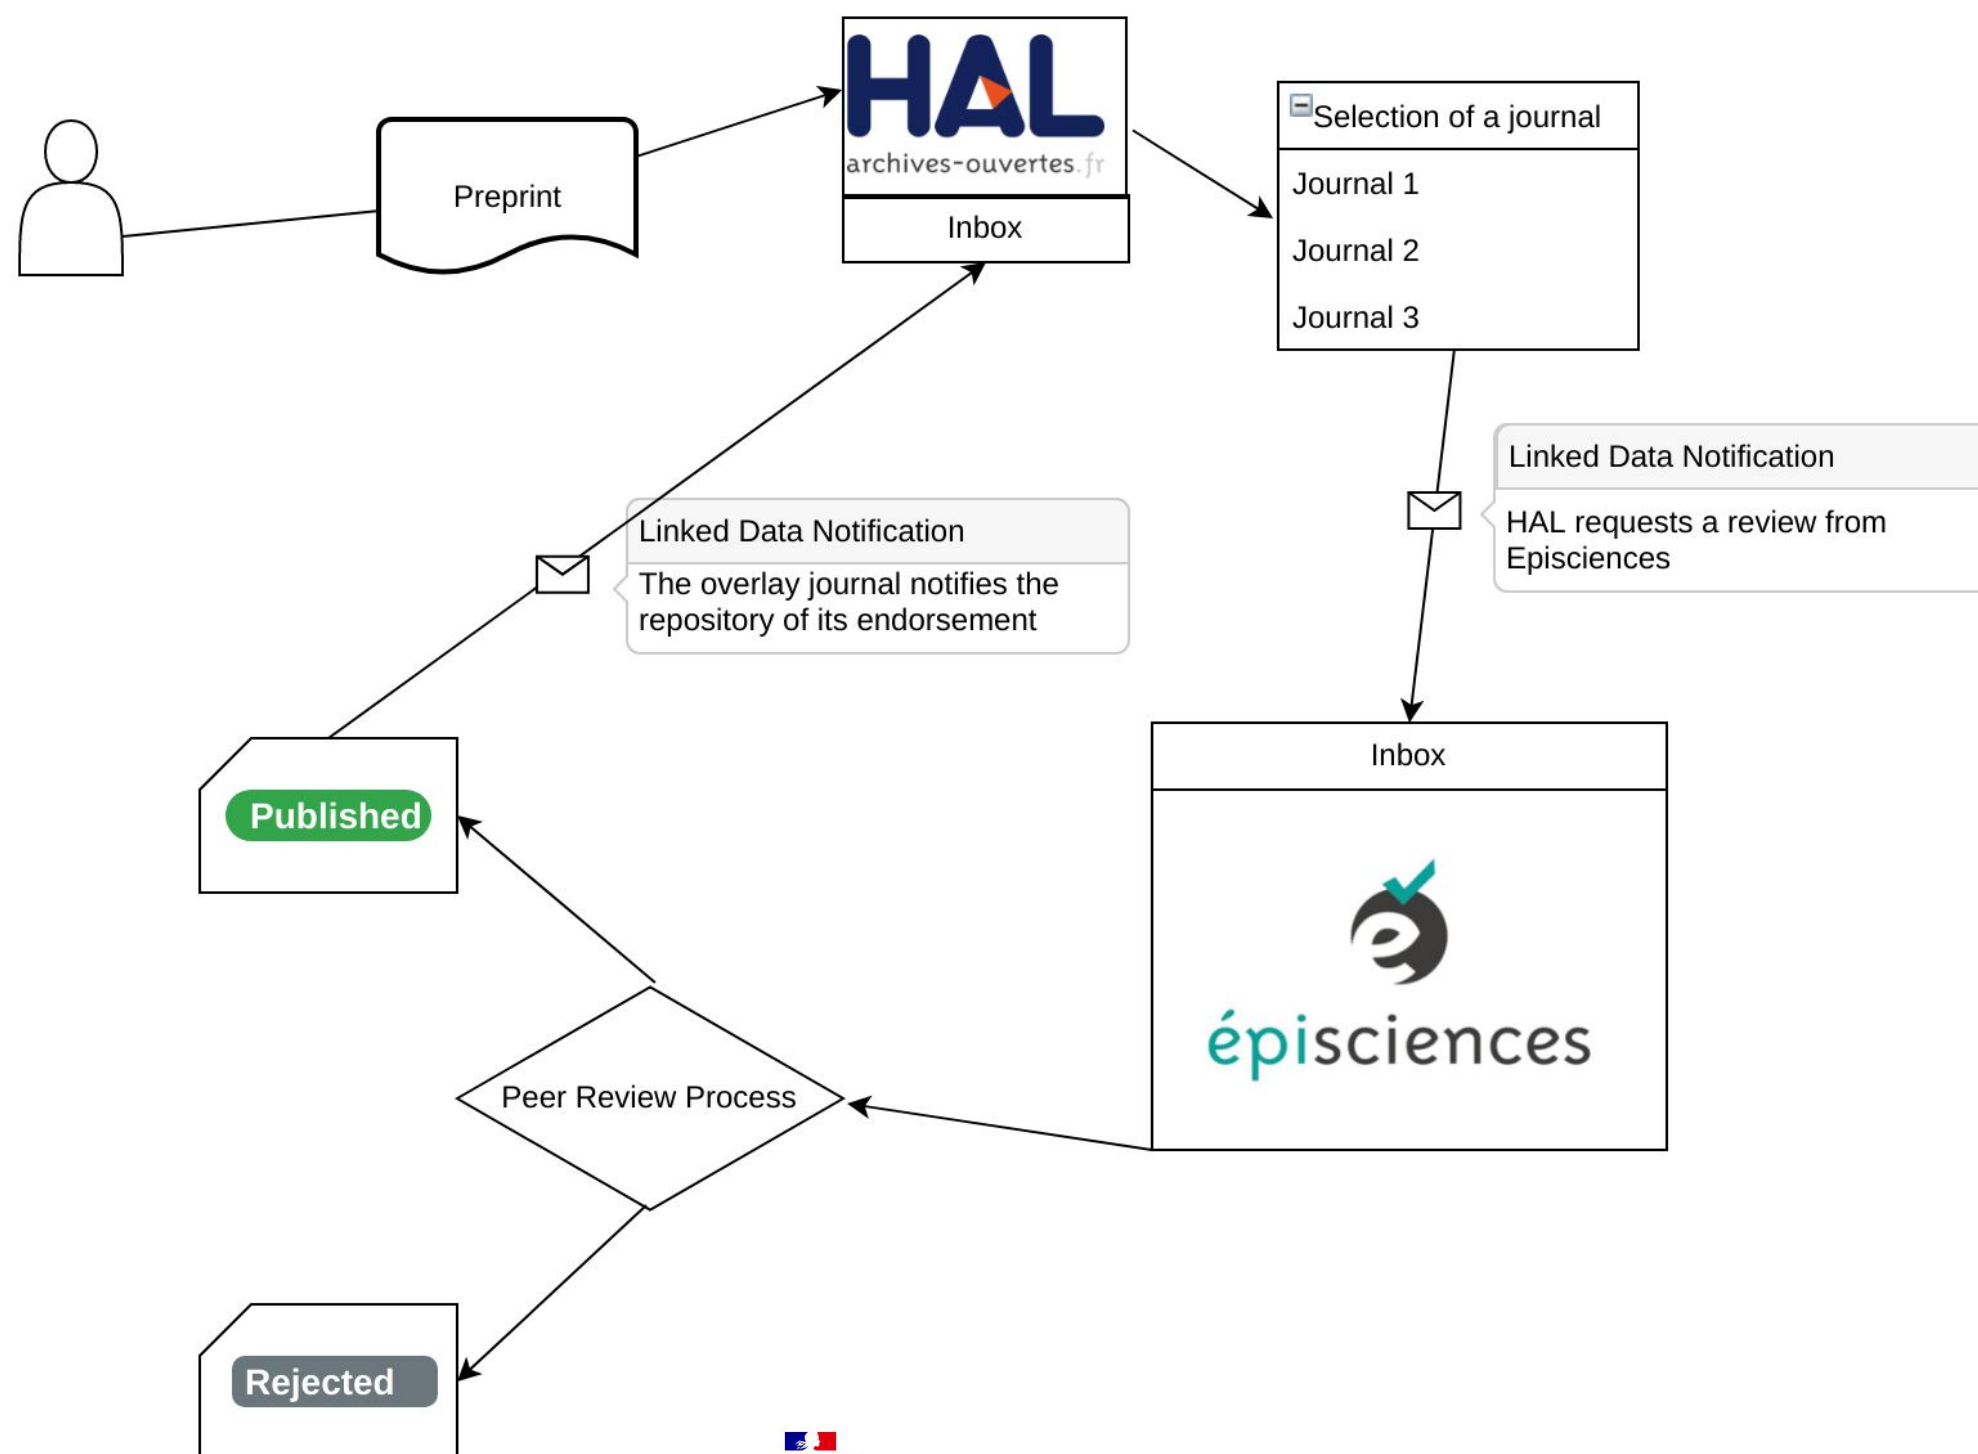 HAL
archives-ouvertes.fr
Inbox
Preprint
Selection of a journal
Journal 1
Journal 2
Journal 3
Linked Data Notification
HAL requests a review from
Episciences
Linked Data Notification
The overlay journal notifies the
repository of its endorsement
Inbox
épisciences
Published
Peer Review Process
Rejected